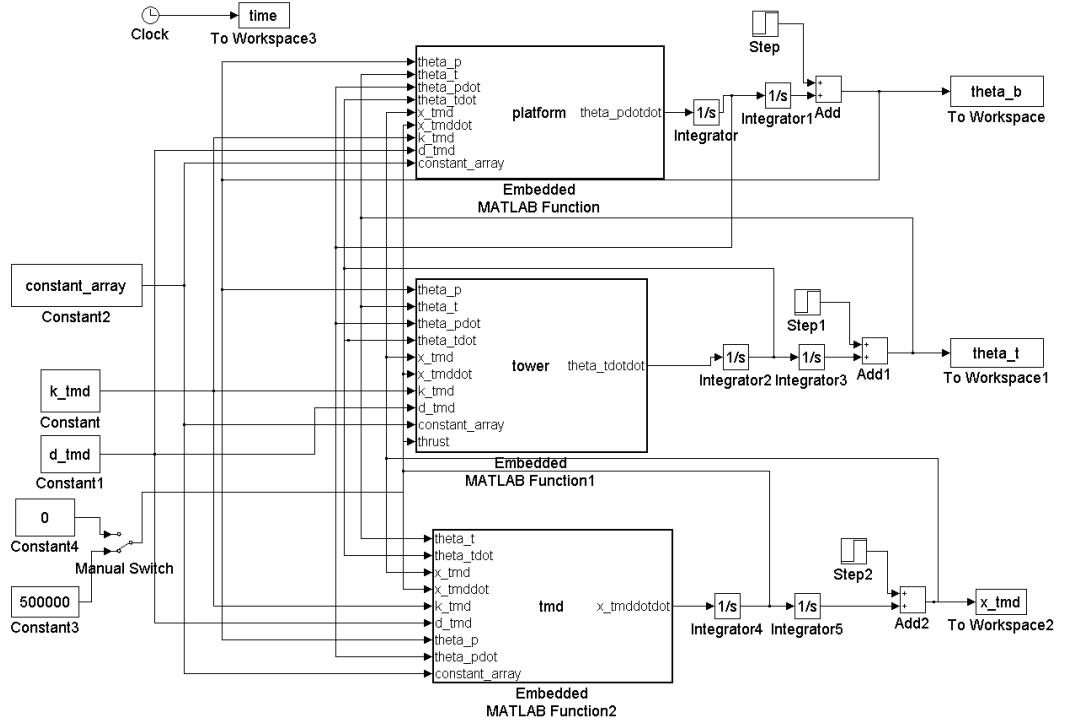 time
Clock
To Workspace3
Step
theta_p
theta_t
theta_pdot
theta_tdot
x_tmd
x_tmddot
k_tmd
d_tmd
constant_array
platform
theta_pdotdot
1/s
Integrator
1/s
Integrator1
+
+
Add
theta_b
To Workspace
Embedded
MATLAB Function
constant_array
Constant2
theta_p
theta_t
theta_pdot
theta_tdot
x_tmd
x_tmddot
k_tmd
d_tmd
constant_array
thrust
tower
theta_tdotdot
1/s
Integrator2
1/s
Integrator3
Step1
+
+
Add1
theta_t
To Workspace1
Embedded
MATLAB Function1
k_tmd
Constant
d_tmd
Constant1
0
Constant4
Manual Switch
500000
Constant3
theta_t
theta_tdot
x_tmd
x_tmddot
k_tmd
d_tmd
theta_p
theta_pdot
constant_array
tmd
x_tmddotdot
1/s
Integrator4
1/s
Integrator5
Step2
+
+
Add2
x_tmd
To Workspace2
Embedded
MATLAB Function2